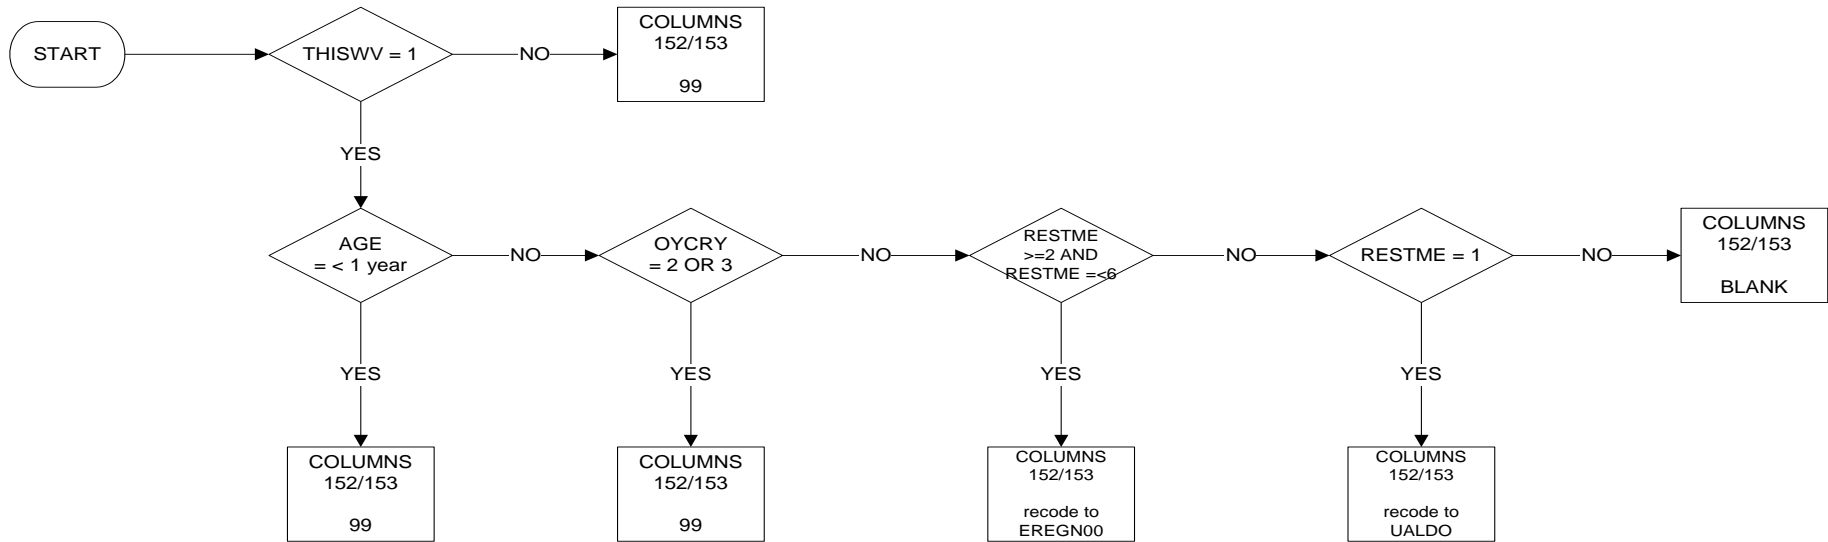 START
THISWV = 1
NO
COLUMNS
152/153
99
YES
AGE
= < 1 year
NO
OYCRY
= 2 OR 3
NO
RESTME
>=2 AND
RESTME =<6
NO
RESTME = 1
NO
COLUMNS
152/153
BLANK
YES
YES
YES
YES
COLUMNS
152/153
99
COLUMNS
152/153
99
COLUMNS
152/153
recode to
EREGN00
COLUMNS
152/153
recode to
UALDO